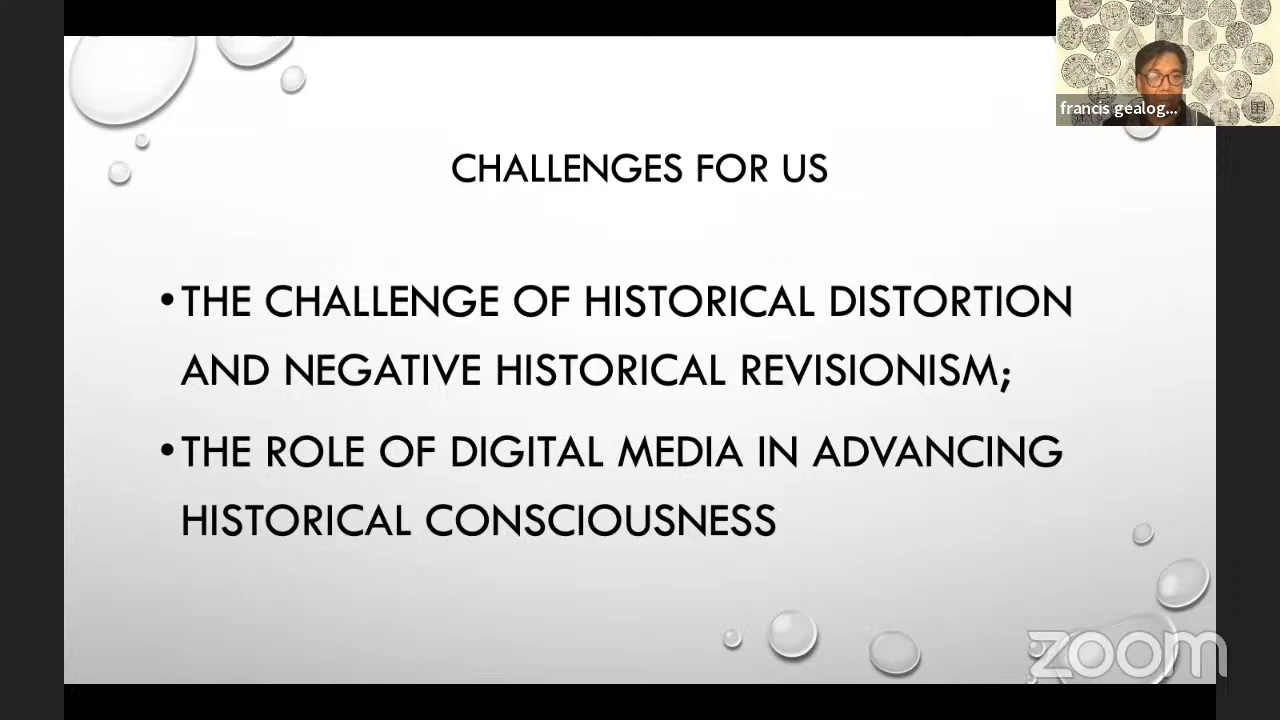 francis gealog...
CHALLENGES FOR US
•THE CHALLENGE OF HISTORICAL DISTORTION
AND NEGATIVE HISTORICAL REVISIONISM;
•THE ROLE OF DIGITAL MEDIA IN ADVANCING
HISTORICAL CONSCIOUSNESS
zoom